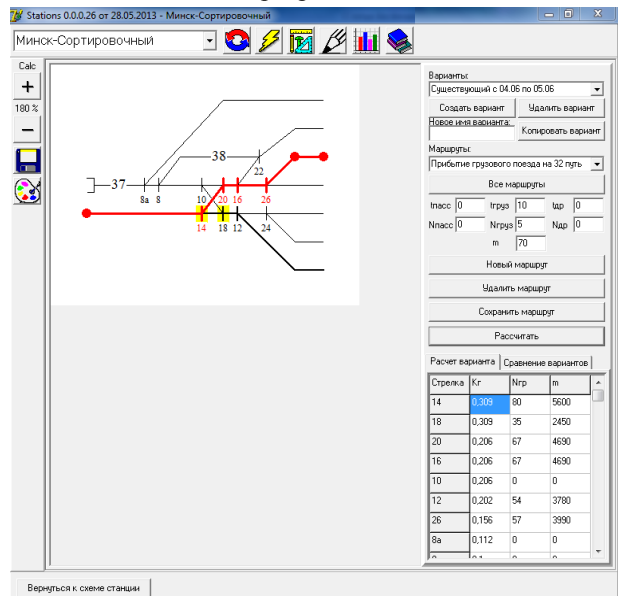 Stations 0.0.0.26 от 28.05.2013 - Минск-Сортировочный
Минск-Сортировочный
Calc
+
180 %
−
38
22
37
8а 8 10 20 16 26
14 18 12 24
Варианты:
Существующий с 04.06 по 05.06
Создать вариант Удалить вариант
Новое имя варианта:
Копировать вариант
Маршруты:
Прибытие грузового поезда на 32 путь
Все маршруты
tпасс 0 tгруз 10 tдр 0
Nпасс 0 Nгруз 5 Nдр 0
m 70
Новый маршрут
Удалить маршрут
Сохранить маршрут
Рассчитать
Расчет варианта Сравнение вариантов
Стрелка Kг Nгр m
14 0,309 80 5600
18 0,309 35 2450
20 0,206 67 4690
16 0,206 67 4690
10 0,206 0 0
12 0,202 54 3780
26 0,156 57 3990
8а 0,112 0 0
Вернуться к схеме станции